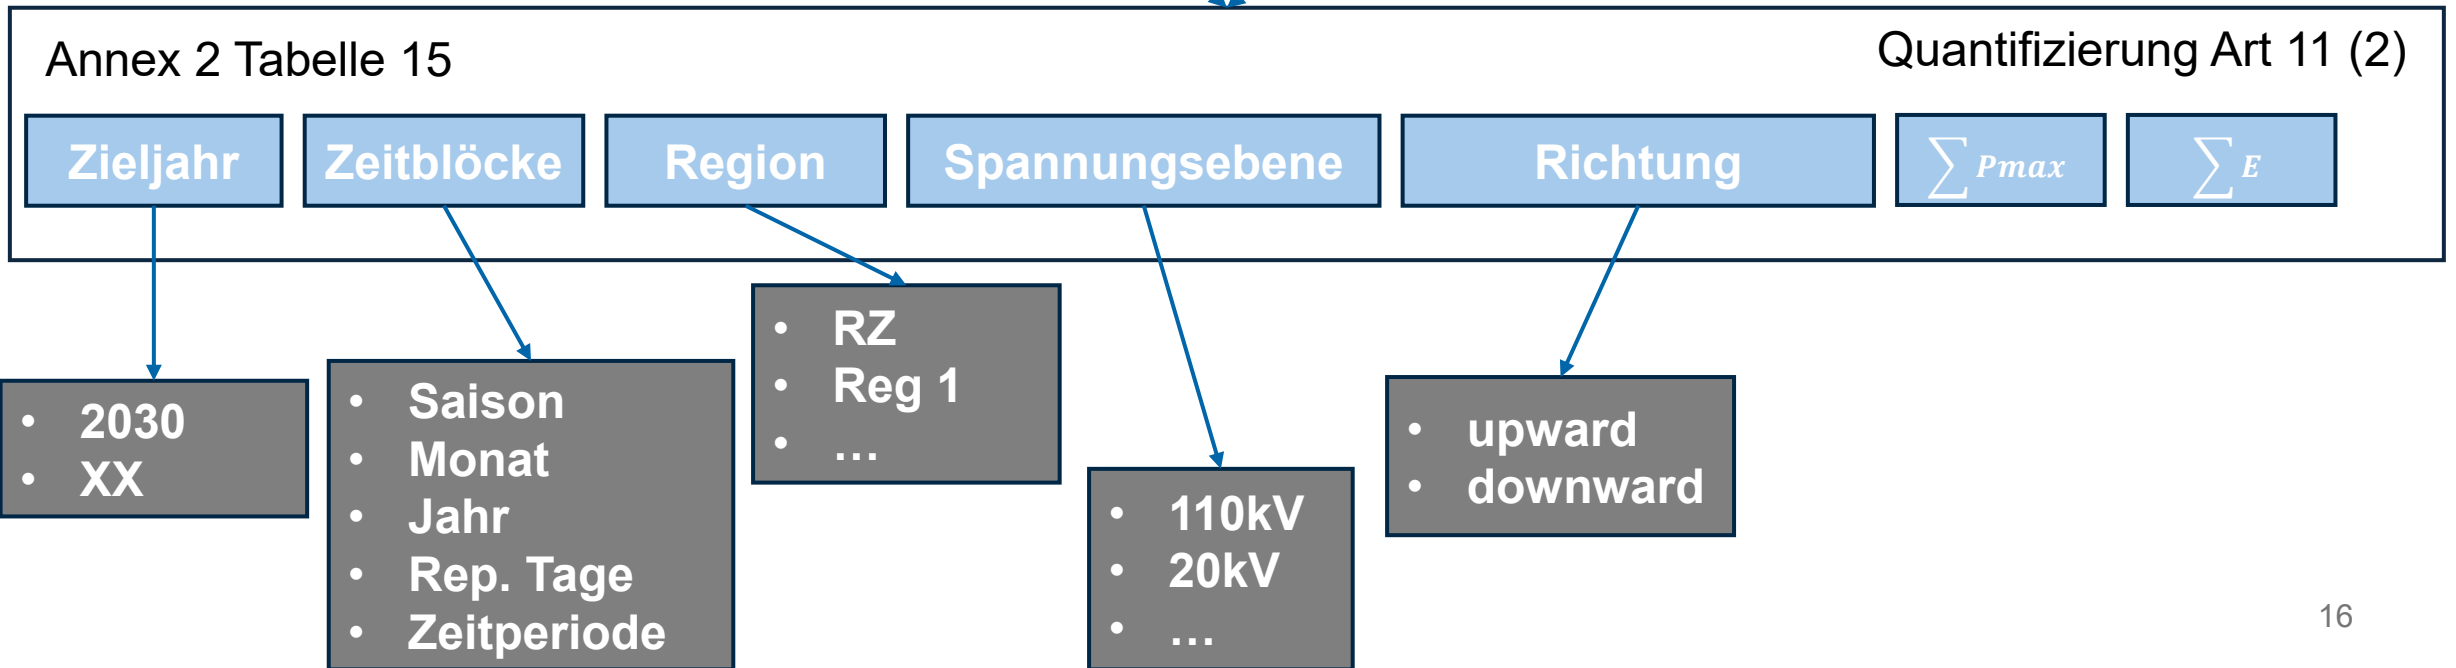 Annex 2 Tabelle 15
Quantifizierung Art 11 (2)
Zieljahr
Zeitblöcke
Region
Spannungsebene
Richtung
∑ Pmax
∑ E
• 2030
• XX
• Saison
• Monat
• Jahr
• Rep. Tage
• Zeitperiode
• RZ
• Reg 1
• …
• 110kV
• 20kV
• …
• upward
• downward
16